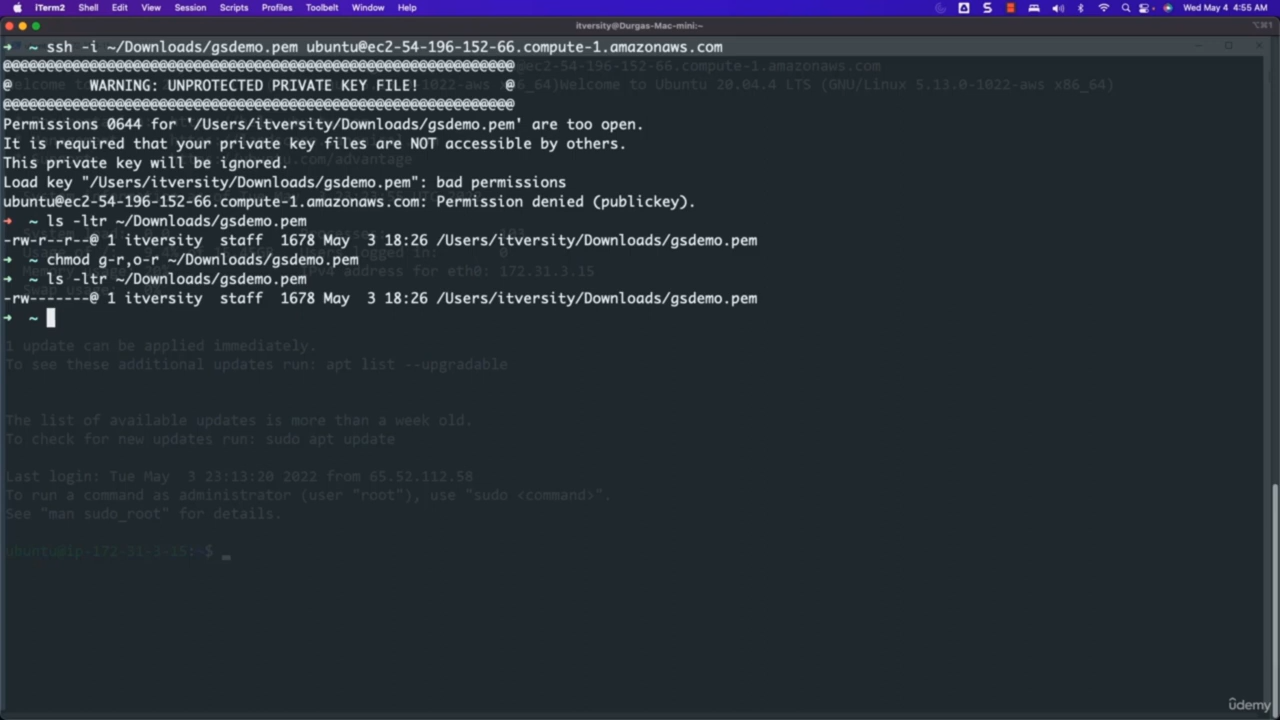 iTerm2 Shell Edit View Session Scripts Profiles Toolbelt Window Help Wed May 4 4:55 AM
itversity@Durgas-Mac-mini:~ ⌥⌘1
→ ~ ssh -i ~/Downloads/gsdemo.pem ubuntu@ec2-54-196-152-66.compute-1.amazonaws.com
@@@@@@@@@@@@@@@@@@@@@@@@@@@@@@@@@@@@@@@@@@@@@@@@@@@@@@@@@@@
@ WARNING: UNPROTECTED PRIVATE KEY FILE! @
@@@@@@@@@@@@@@@@@@@@@@@@@@@@@@@@@@@@@@@@@@@@@@@@@@@@@@@@@@@
Permissions 0644 for '/Users/itversity/Downloads/gsdemo.pem' are too open.
It is required that your private key files are NOT accessible by others.
This private key will be ignored.
Load key "/Users/itversity/Downloads/gsdemo.pem": bad permissions
ubuntu@ec2-54-196-152-66.compute-1.amazonaws.com: Permission denied (publickey).
→ ~ ls -ltr ~/Downloads/gsdemo.pem
-rw-r--r--@ 1 itversity staff 1678 May 3 18:26 /Users/itversity/Downloads/gsdemo.pem
→ ~ chmod g-r,o-r ~/Downloads/gsdemo.pem
→ ~ ls -ltr ~/Downloads/gsdemo.pem
-rw-------@ 1 itversity staff 1678 May 3 18:26 /Users/itversity/Downloads/gsdemo.pem
→ ~
1 update can be applied immediately.
To see these additional updates run: apt list --upgradable
The list of available updates is more than a week old.
To check for new updates run: sudo apt update
Last login: Tue May 3 23:13:20 2022 from 65.52.112.58
To run a command as administrator (user "root"), use "sudo <command>".
See "man sudo_root" for details.
ubuntu@ip-172-31-3-15:~$ _
ûdemy